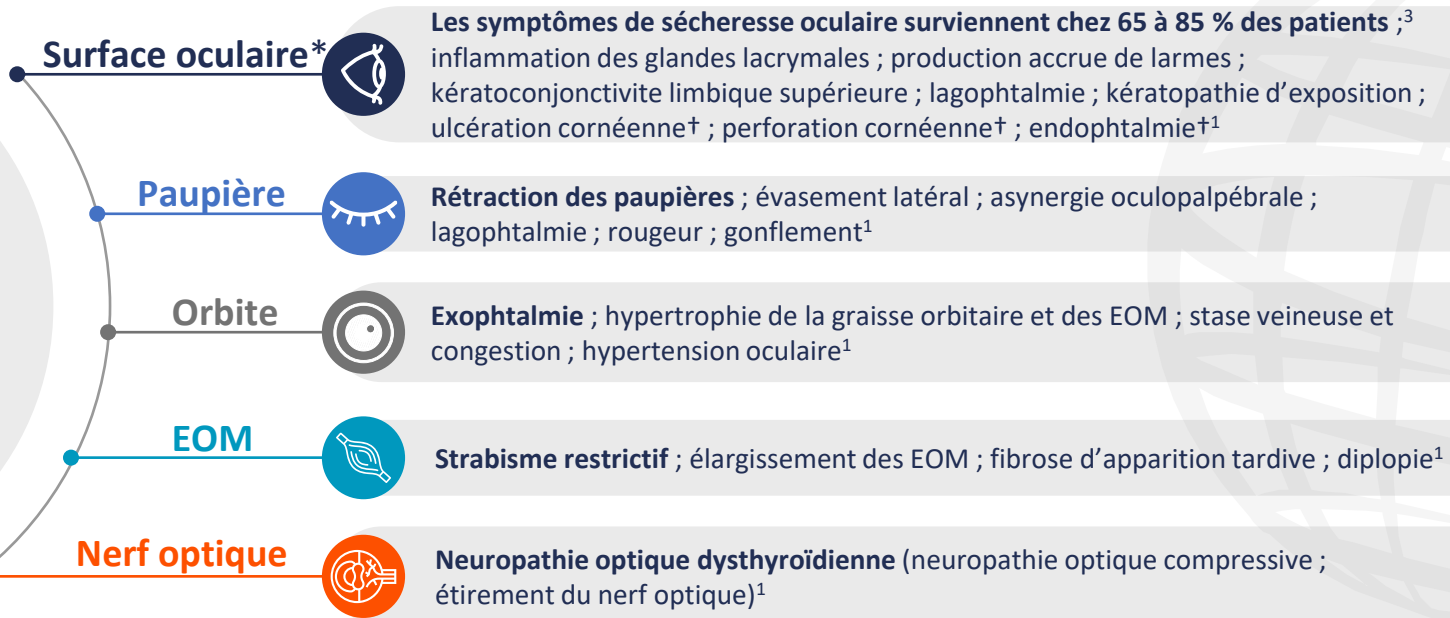 Surface oculaire*
Les symptômes de sécheresse oculaire surviennent chez 65 à 85 % des patients ;³
inflammation des glandes lacrymales ; production accrue de larmes ;
kératoconjonctivite limbique supérieure ; lagophtalmie ; kératopathie d’exposition ;
ulcération cornéenne† ; perforation cornéenne† ; endophtalmie†¹
Paupière
Rétraction des paupières ; évasement latéral ; asynergie oculopalpébrale ;
lagophtalmie ; rougeur ; gonflement¹
Orbite
Exophtalmie ; hypertrophie de la graisse orbitaire et des EOM ; stase veineuse et
congestion ; hypertension oculaire¹
EOM
Strabisme restrictif ; élargissement des EOM ; fibrose d’apparition tardive ; diplopie¹
Nerf optique
Neuropathie optique dysthyroïdienne (neuropathie optique compressive ;
étirement du nerf optique)¹